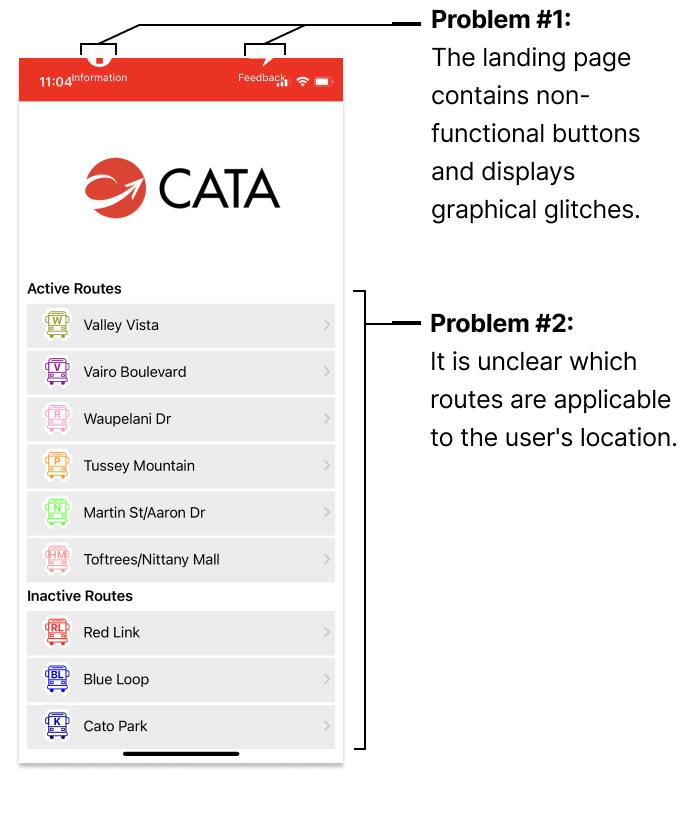 Problem #1:
The landing page
contains non-
functional buttons
and displays
graphical glitches.
11:04
Information
Feedback
CATA
Active Routes
W
Valley Vista
V
Vairo Boulevard
R
Waupelani Dr
P
Tussey Mountain
N
Martin St/Aaron Dr
HM
Toftrees/Nittany Mall
Inactive Routes
RL
Red Link
BL
Blue Loop
K
Cato Park
Problem #2:
It is unclear which
routes are applicable
to the user's location.